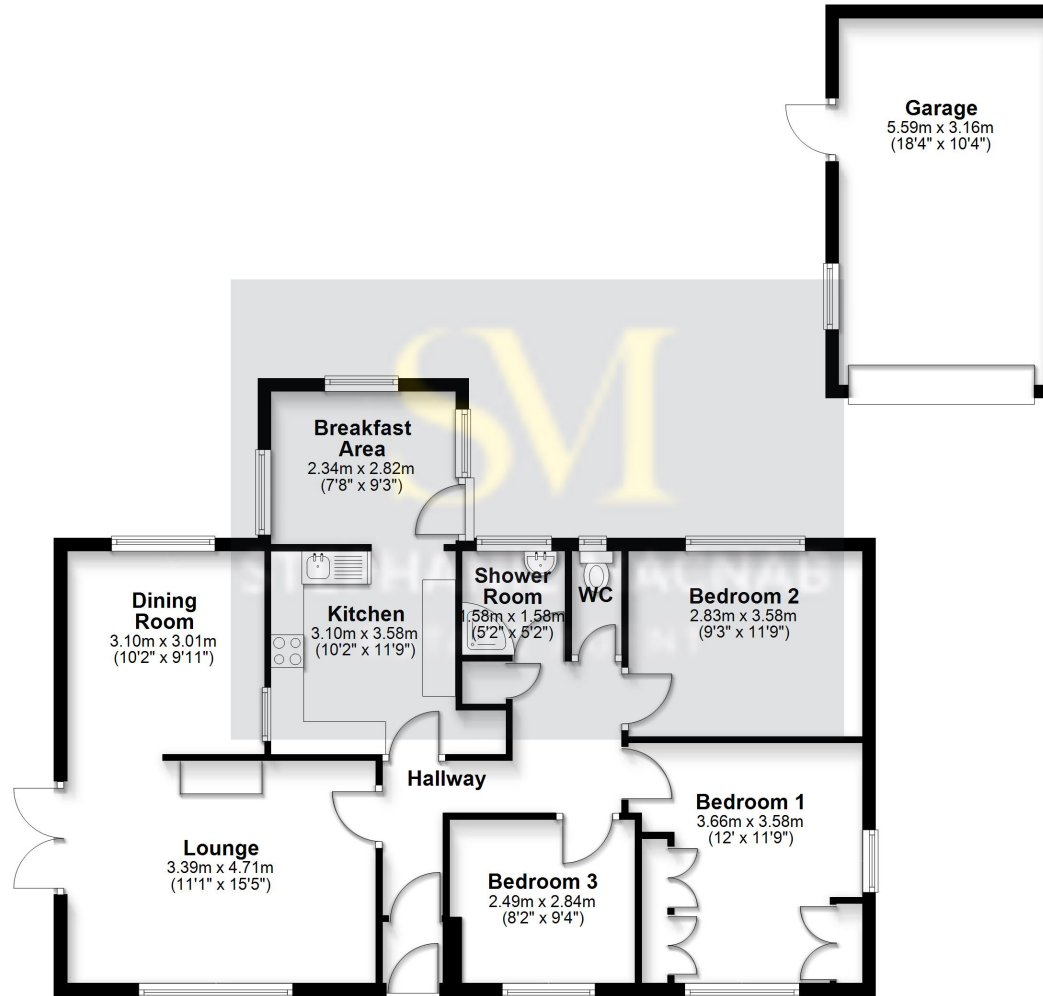 Garage
5.59m x 3.16m
(18'4" x 10'4")
SM
Breakfast
Area
2.34m x 2.82m
(7'8" x 9'3")
Dining
Room
3.10m x 3.01m
(10'2" x 9'11")
Kitchen
3.10m x 3.58m
(10'2" x 11'9")
Shower
Room
1.58m x 1.58m
(5'2" x 5'2")
WC
Bedroom 2
2.83m x 3.58m
(9'3" x 11'9")
Hallway
Lounge
3.39m x 4.71m
(11'1" x 15'5")
Bedroom 3
2.49m x 2.84m
(8'2" x 9'4")
Bedroom 1
3.66m x 3.58m
(12' x 11'9")